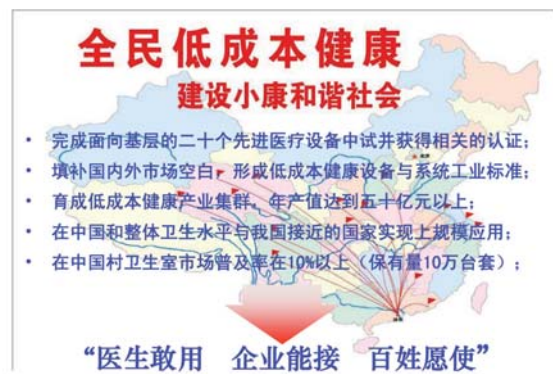 全民低成本健康
建设小康和谐社会
• 完成面向基层的二十个先进医疗设备中试并获得相关的认证;
• 填补国内外市场空白,形成低成本健康设备与系统工业标准;
• 育成低成本健康产业集群,年产值达到五十亿元以上;
• 在中国和整体卫生水平与我国接近的国家实现上规模应用;
• 在中国村卫生室市场普及率在10%以上(保有量10万台套);
“医生敢用 企业能接 百姓愿使”